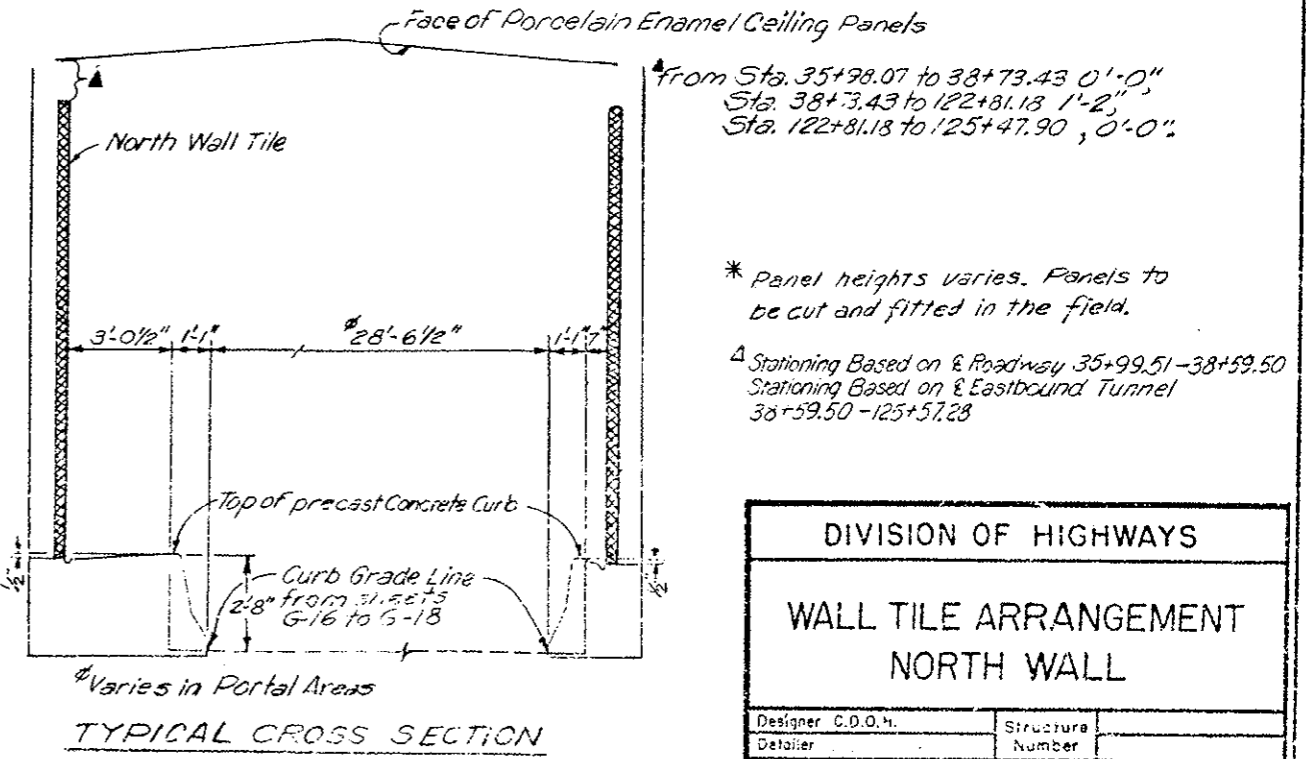 Face of Porcelain Enamel Ceiling Panels
▲
North Wall Tile
▲ from Sta. 35+98.07 to 38+73.43 0'-0",
Sta. 38+73.43 to 122+81.18 1'-2",
Sta. 122+81.18 to 125+47.90, 0'-0".
* Panel heights varies. Panels to
be cut and fitted in the field.
Δ Stationing Based on ℄ Roadway 35+99.51-38+59.50
Stationing Based on ℄ Eastbound Tunnel
38+59.50-125+57.28
3'-0½" 1'-1" ø28'-6½" 1'-1" 7"
Top of precast Concrete Curb
½"
2'-8"
Curb Grade Line
from sheets
G-16 to G-18
½"
øVaries in Portal Areas
TYPICAL CROSS SECTION
DIVISION OF HIGHWAYS
WALL TILE ARRANGEMENT
NORTH WALL
Designer C.D.O.H.
Detailer
Structure
Number